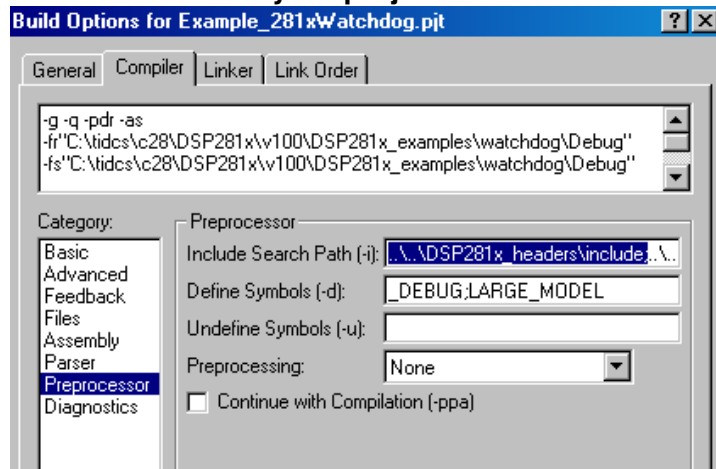 Build Options for Example_281xWatchdog.pjt
General Compiler Linker Link Order
-g -q -pdr -as
-fr"C:\tidcs\c28\DSP281x\v100\DSP281x_examples\watchdog\Debug"
-fs"C:\tidcs\c28\DSP281x\v100\DSP281x_examples\watchdog\Debug"
Category:
Preprocessor
Basic
Advanced
Feedback
Files
Assembly
Parser
Preprocessor
Diagnostics
Include Search Path (-i): ..\..\DSP281x_headers\include;..\..
Define Symbols (-d): _DEBUG;LARGE_MODEL
Undefine Symbols (-u):
Preprocessing: None
Continue with Compilation (-ppa)